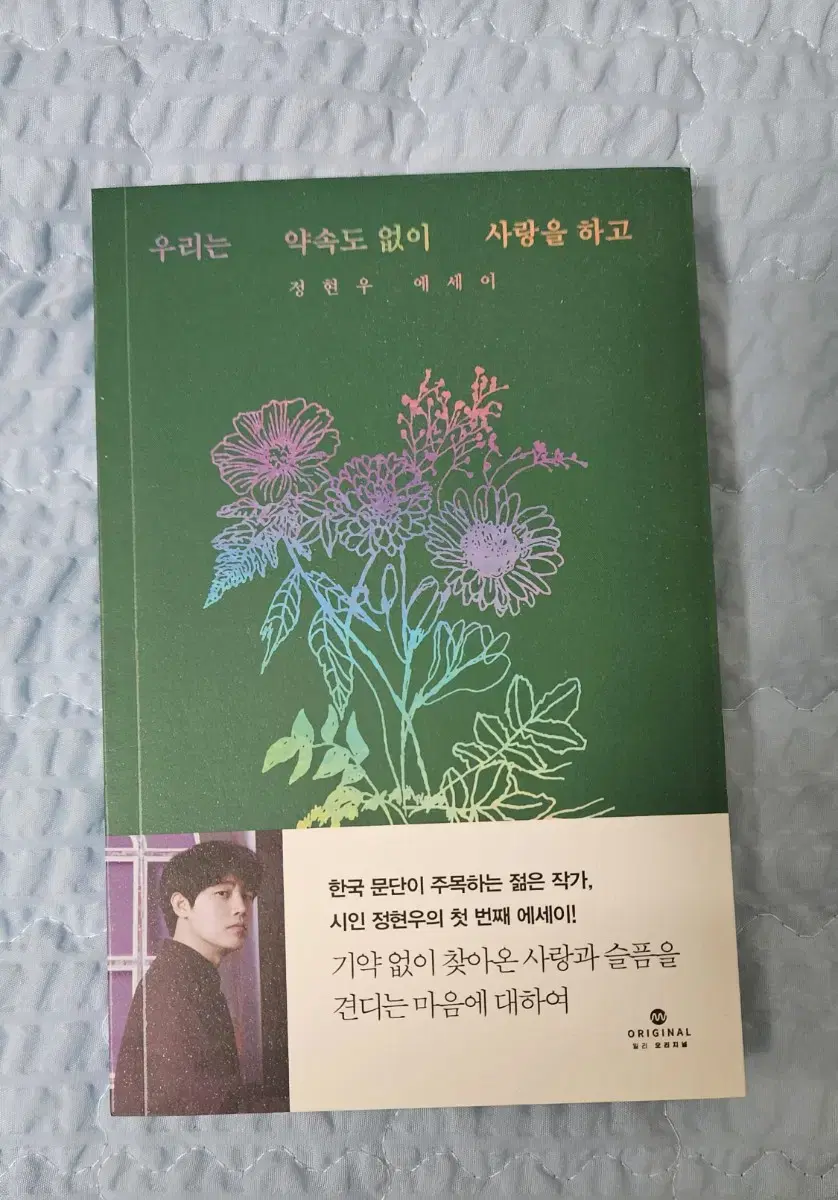 우리는 약속도 없이 사랑을 하고
정현우 에세이
한국 문단이 주목하는 젊은 작가,
시인 정현우의 첫 번째 에세이!
기약 없이 찾아온 사랑과 슬픔을
견디는 마음에 대하여
ORIGINAL
밀리 오리지널